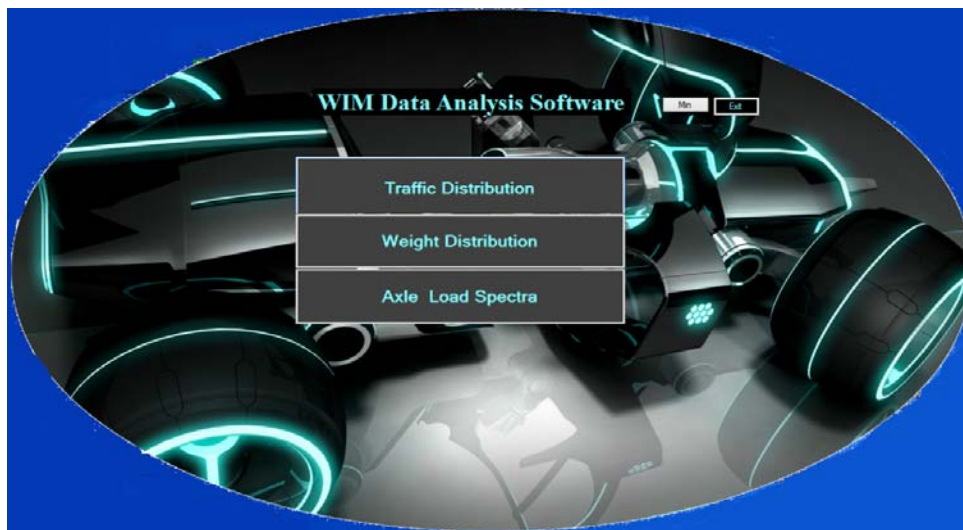 WIM Data Analysis Software
Min Exit
Traffic Distribution
Weight Distribution
Axle Load Spectra